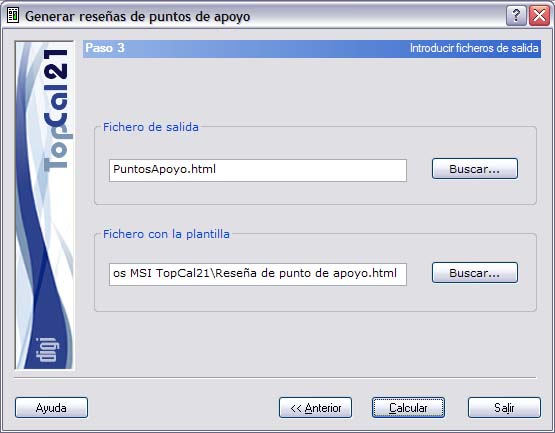 Generar reseñas de puntos de apoyo
Paso 3
Introducir ficheros de salida
TopCal21
digi
Fichero de salida
PuntosApoyo.html
Buscar...
Fichero con la plantilla
os MSI TopCal21\Reseña de punto de apoyo.html
Buscar...
Ayuda
<< Anterior
Calcular
Salir